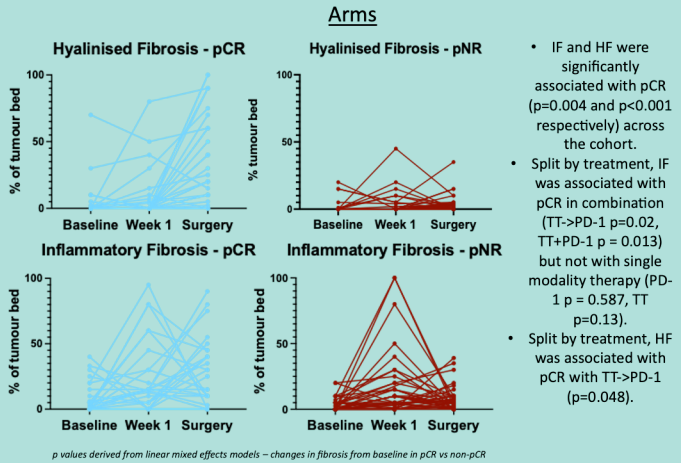 Arms
Hyalinised Fibrosis - pCR
% of tumour bed
100
50
0
Baseline Week 1 Surgery
Hyalinised Fibrosis - pNR
% of tumour bed
100
50
0
Baseline Week 1 Surgery
Inflammatory Fibrosis - pCR
% of tumour bed
100
50
0
Baseline Week 1 Surgery
Inflammatory Fibrosis - pNR
% of tumour bed
100
50
0
Baseline Week 1 Surgery
• IF and HF were
significantly
associated with pCR
(p=0.004 and p<0.001
respectively) across
the cohort.
• Split by treatment, IF
was associated with
pCR in combination
(TT->PD-1 p=0.02,
TT+PD-1 p = 0.013)
but not with single
modality therapy (PD-
1 p = 0.587, TT
p=0.13).
• Split by treatment, HF
was associated with
pCR with TT->PD-1
(p=0.048).
p values derived from linear mixed effects models – changes in fibrosis from baseline in pCR vs non-pCR